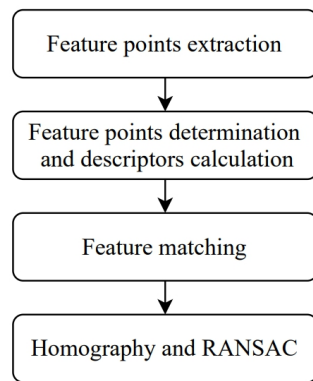 Feature points extraction
Feature points determination
and descriptors calculation
Feature matching
Homography and RANSAC